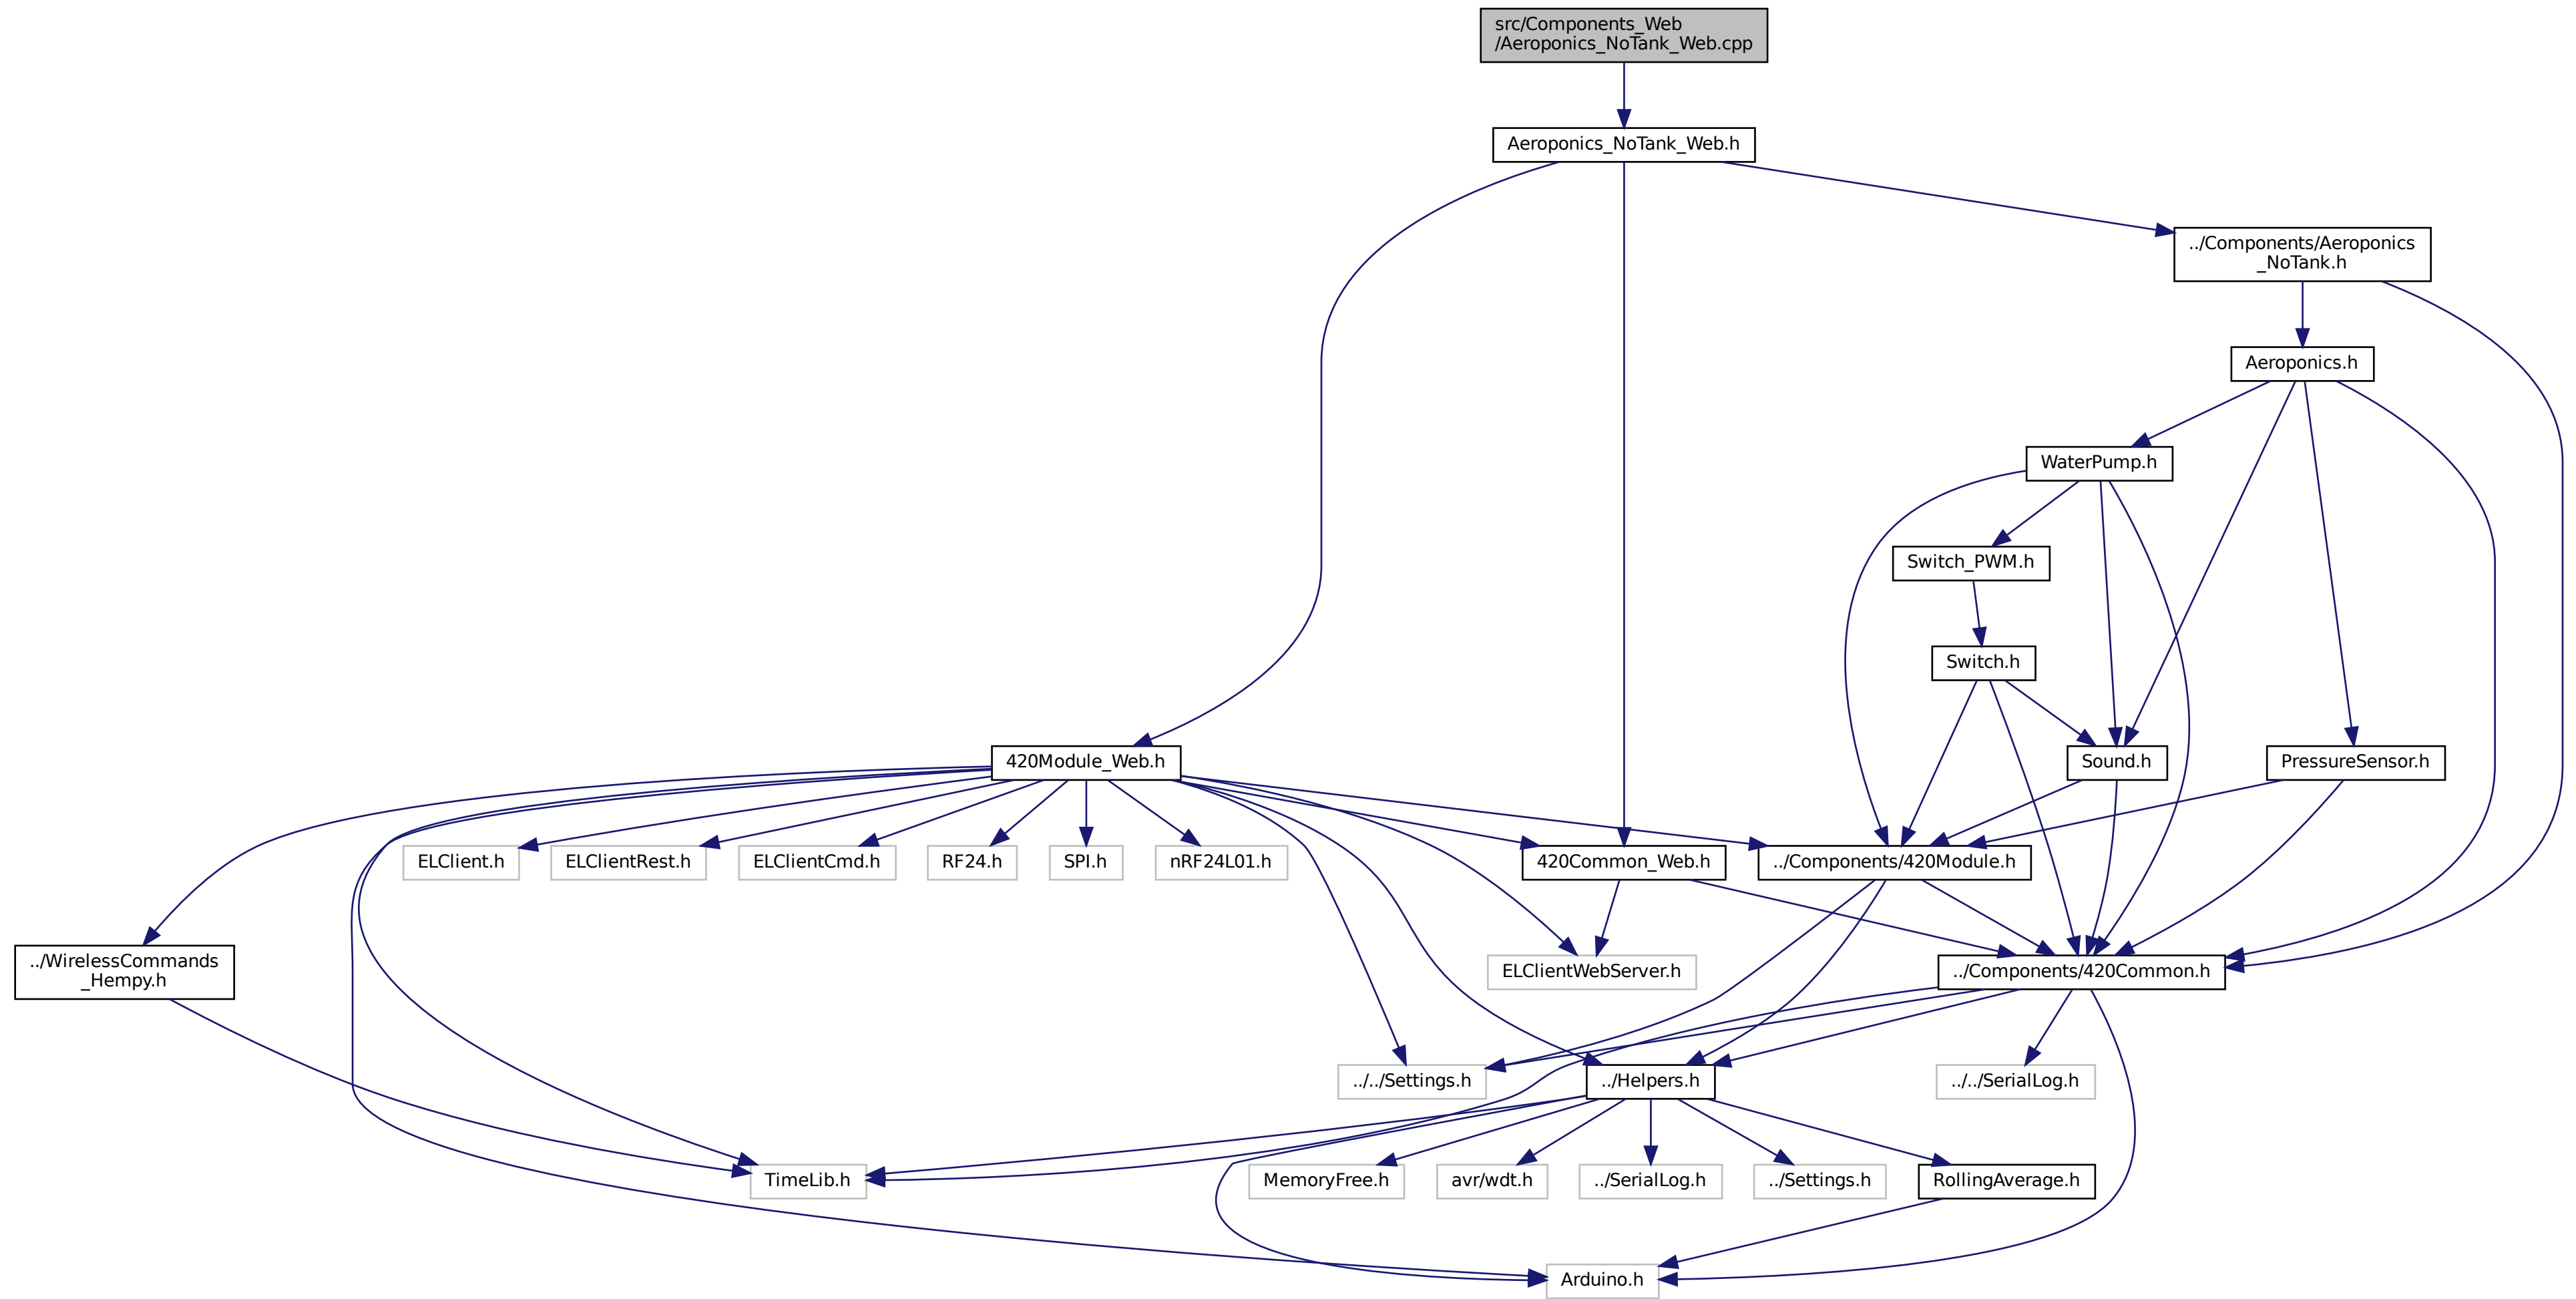 src/Components_Web
/Aeroponics_NoTank_Web.cpp
Aeroponics_NoTank_Web.h
../Components/Aeroponics
_NoTank.h
Aeroponics.h
WaterPump.h
Switch_PWM.h
Switch.h
420Module_Web.h
Sound.h
PressureSensor.h
ELClient.h
ELClientRest.h
ELClientCmd.h
RF24.h
SPI.h
nRF24L01.h
420Common_Web.h
../Components/420Module.h
../WirelessCommands
_Hempy.h
ELClientWebServer.h
../Components/420Common.h
../../Settings.h
../Helpers.h
../../SerialLog.h
TimeLib.h
MemoryFree.h
avr/wdt.h
../SerialLog.h
../Settings.h
RollingAverage.h
Arduino.h